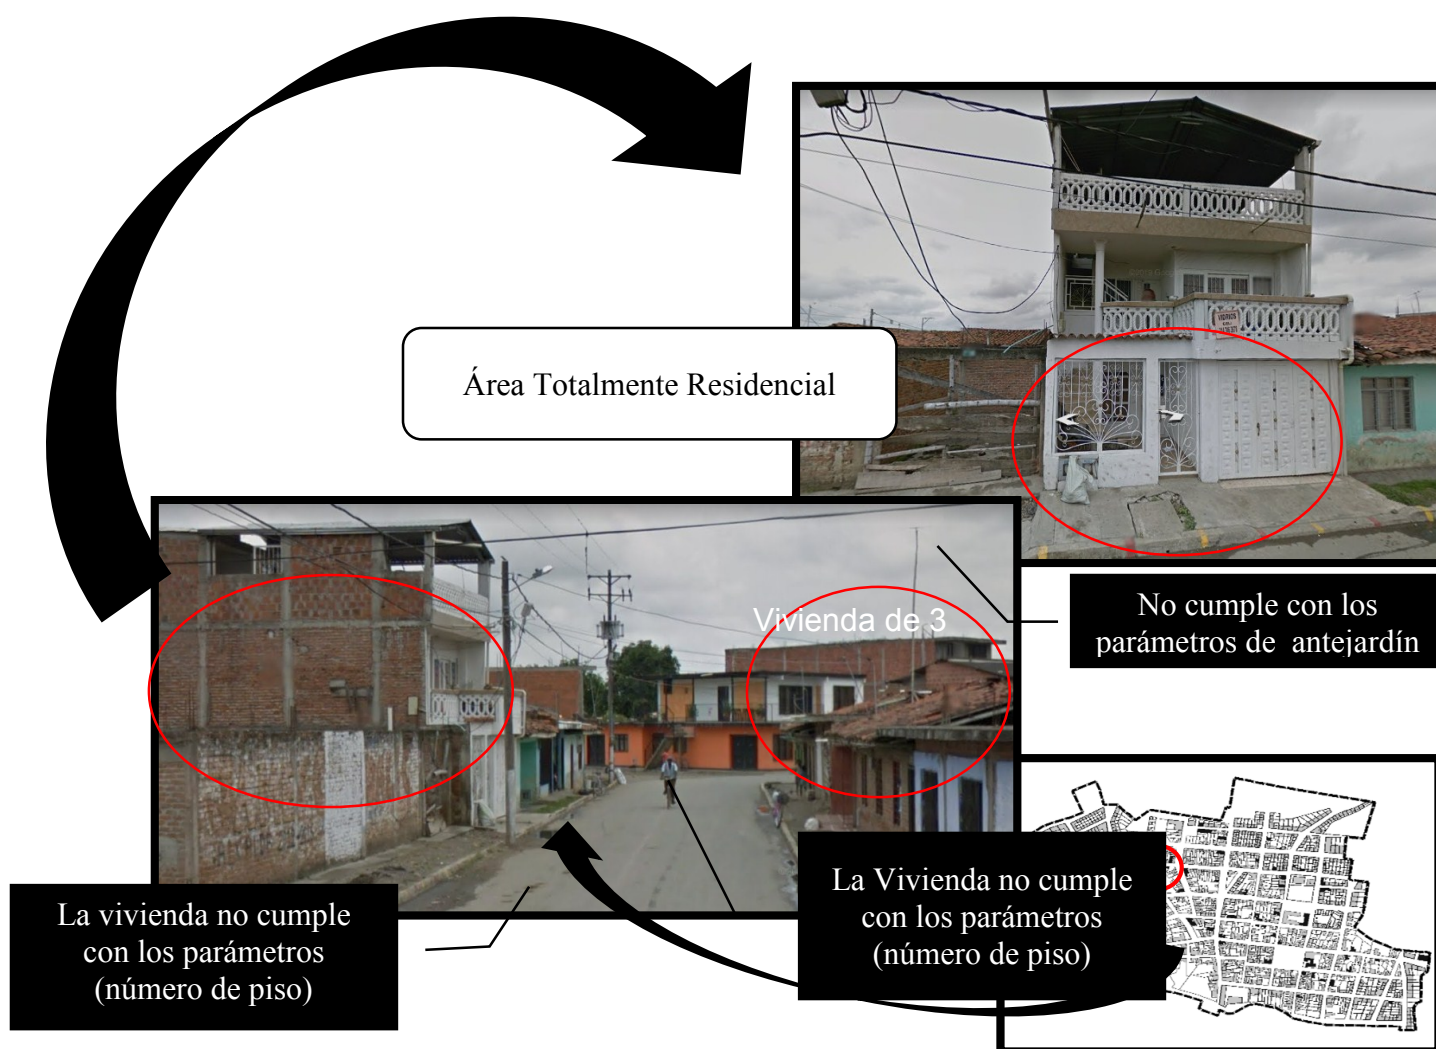 Área Totalmente Residencial
Vivienda de 3
No cumple con los
parámetros de antejardín
La vivienda no cumple
con los parámetros
(número de piso)
La Vivienda no cumple
con los parámetros
(número de piso)